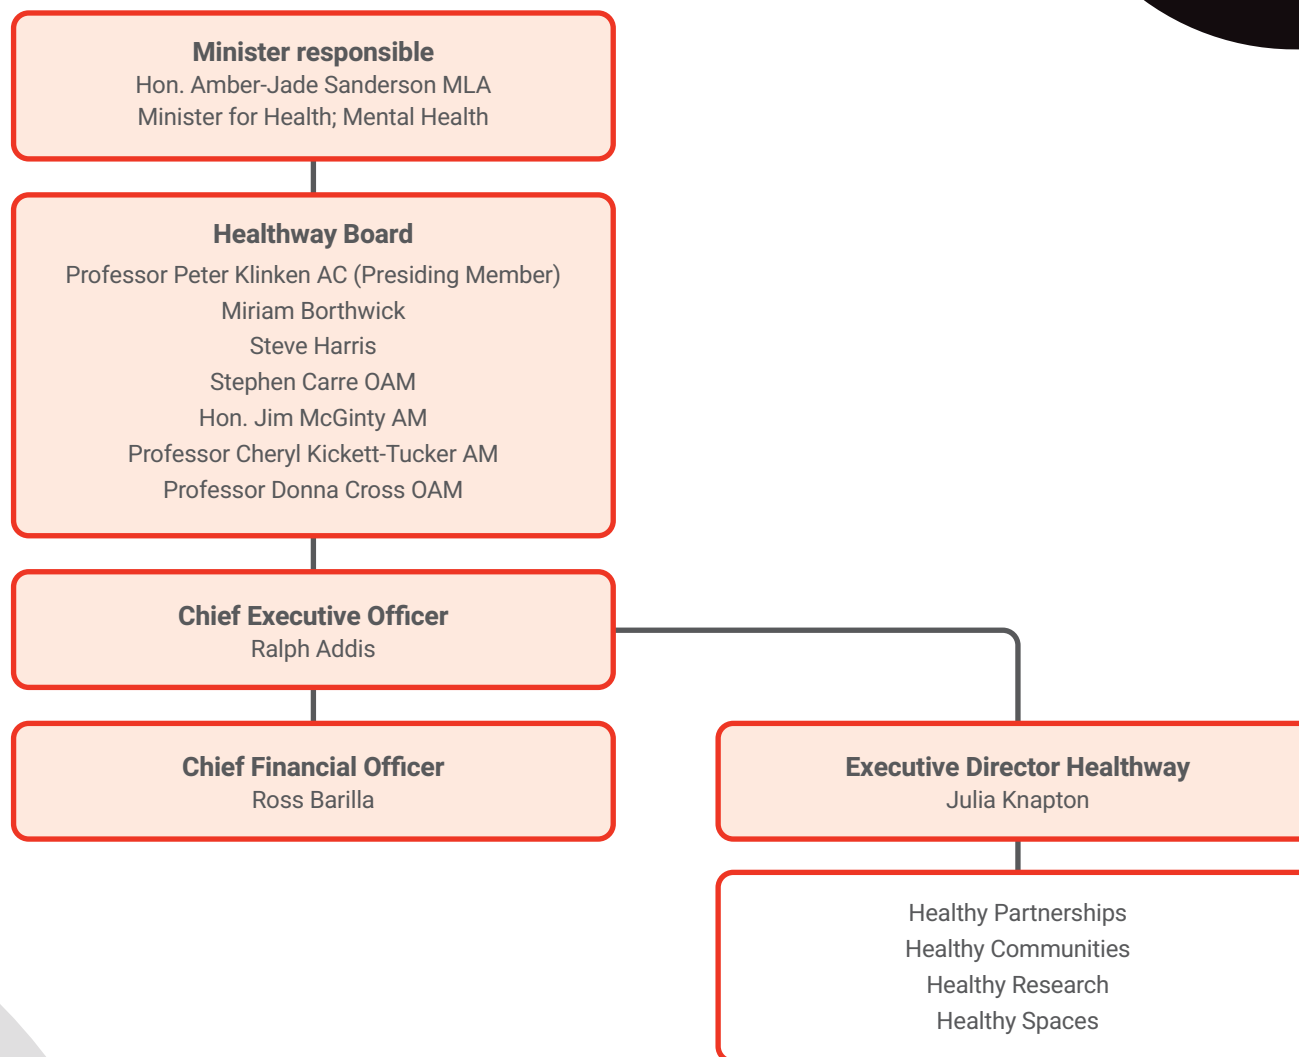 Minister responsible
Hon. Amber-Jade Sanderson MLA
Minister for Health; Mental Health
Healthway Board
Professor Peter Klinken AC (Presiding Member)
Miriam Borthwick
Steve Harris
Stephen Carre OAM
Hon. Jim McGinty AM
Professor Cheryl Kickett-Tucker AM
Professor Donna Cross OAM
Chief Executive Officer
Ralph Addis
Chief Financial Officer
Ross Barilla
Executive Director Healthway
Julia Knapton
Healthy Partnerships
Healthy Communities
Healthy Research
Healthy Spaces